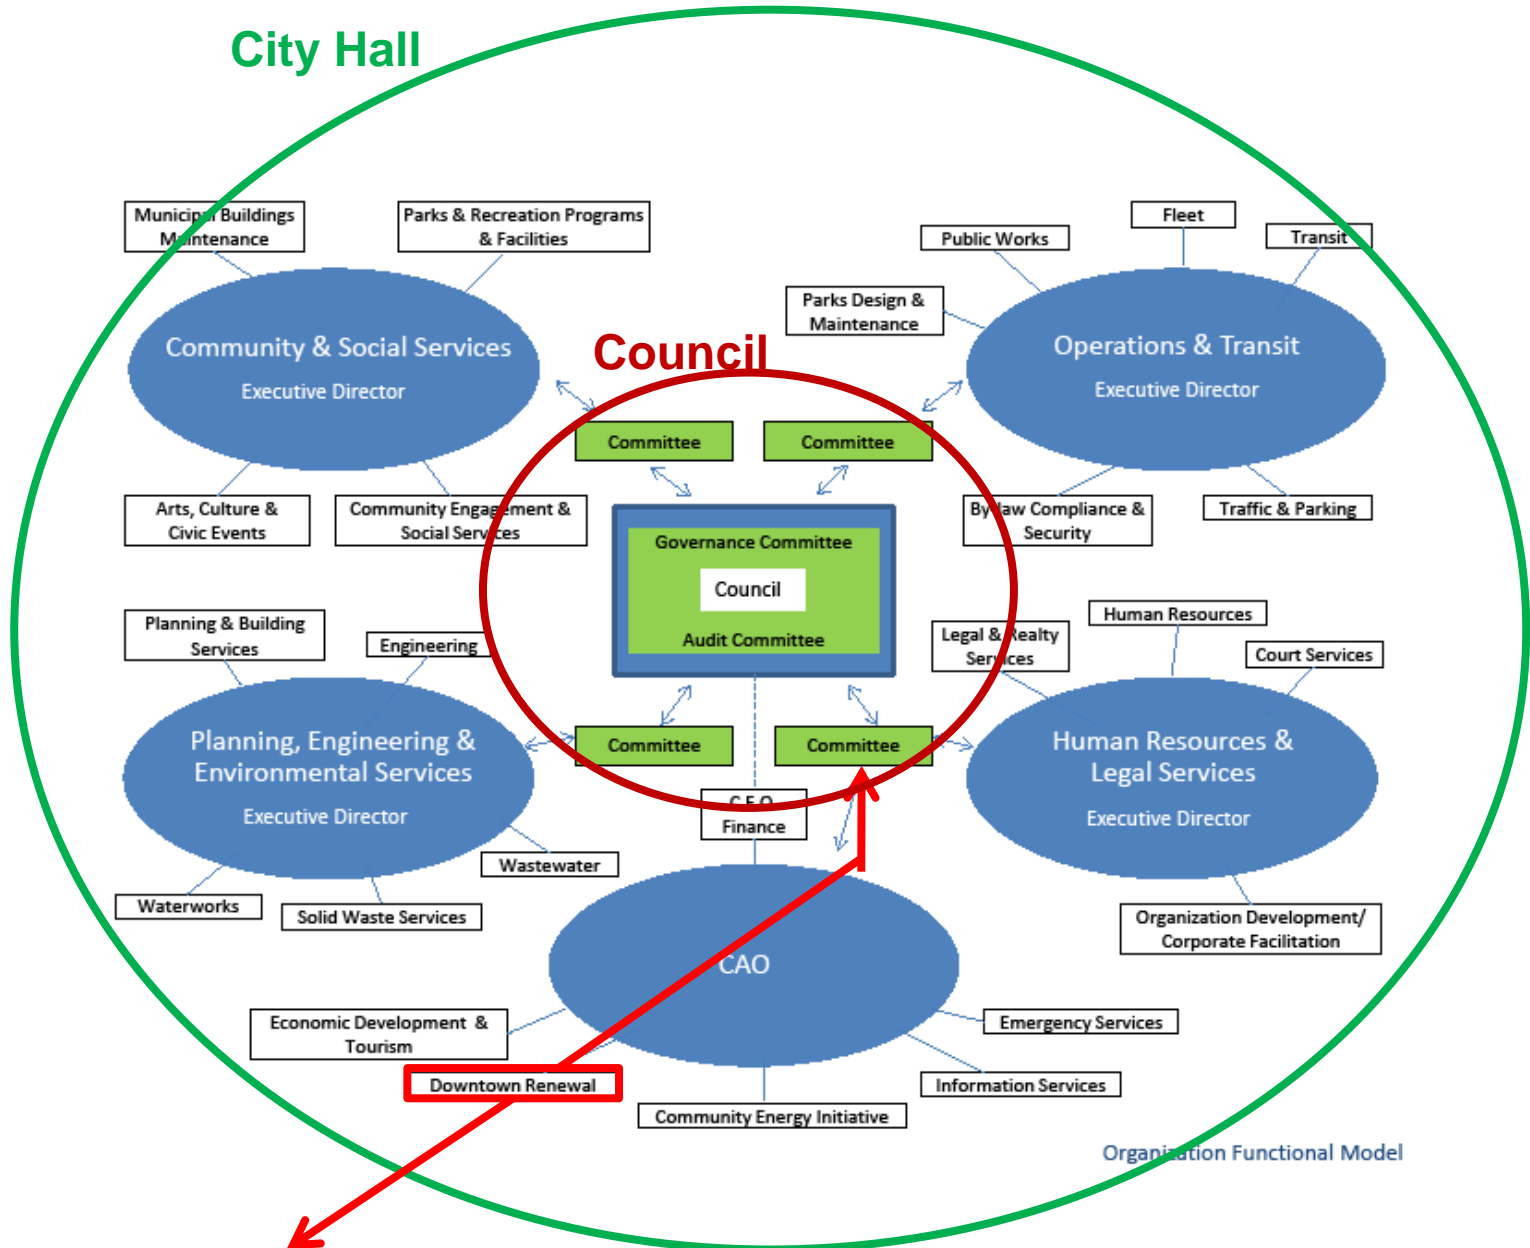 City Hall
Municipal Buildings
Maintenance
Parks & Recreation Programs
& Facilities
Fleet
Public Works
Transit
Parks Design &
Maintenance
Community & Social Services
Executive Director
Council
Operations & Transit
Executive Director
Committee
Committee
Arts, Culture &
Civic Events
Community Engagement &
Social Services
By-law Compliance &
Security
Traffic & Parking
Governance Committee
Council
Audit Committee
Planning & Building
Services
Engineering
Legal & Realty
Services
Human Resources
Court Services
Planning, Engineering &
Environmental Services
Executive Director
Committee
Committee
Human Resources &
Legal Services
Executive Director
C.F.O.
Finance
Wastewater
Waterworks
Solid Waste Services
Organization Development/
Corporate Facilitation
CAO
Economic Development &
Tourism
Emergency Services
Downtown Renewal
Information Services
Community Energy Initiative
Organization Functional Model